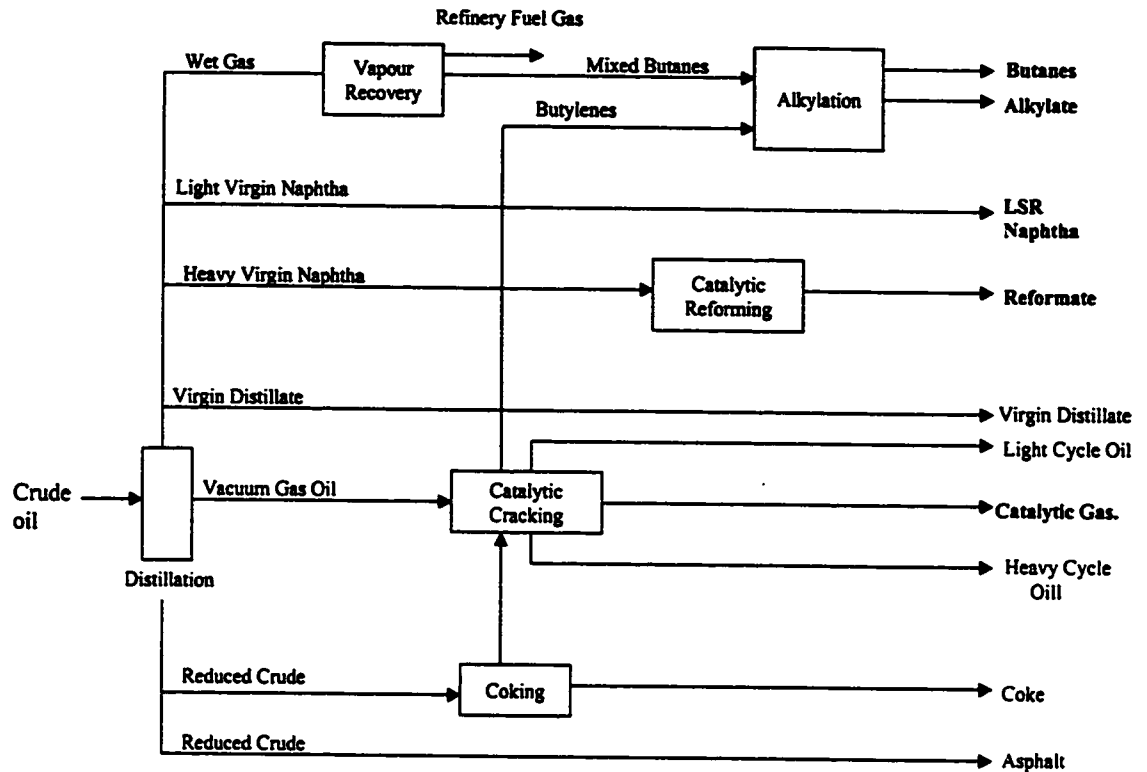 Refinery Fuel Gas
Wet Gas
Vapour
Recovery
Mixed Butanes
Butylenes
Alkylation
Butanes
Alkylate
Light Virgin Naphtha
LSR
Naphtha
Heavy Virgin Naphtha
Catalytic
Reforming
Reformate
Virgin Distillate
Virgin Distillate
Light Cycle Oil
Crude
oil
Vacuum Gas Oil
Catalytic
Cracking
Catalytic Gas.
Distillation
Heavy Cycle
Oill
Reduced Crude
Coking
Coke
Reduced Crude
Asphalt